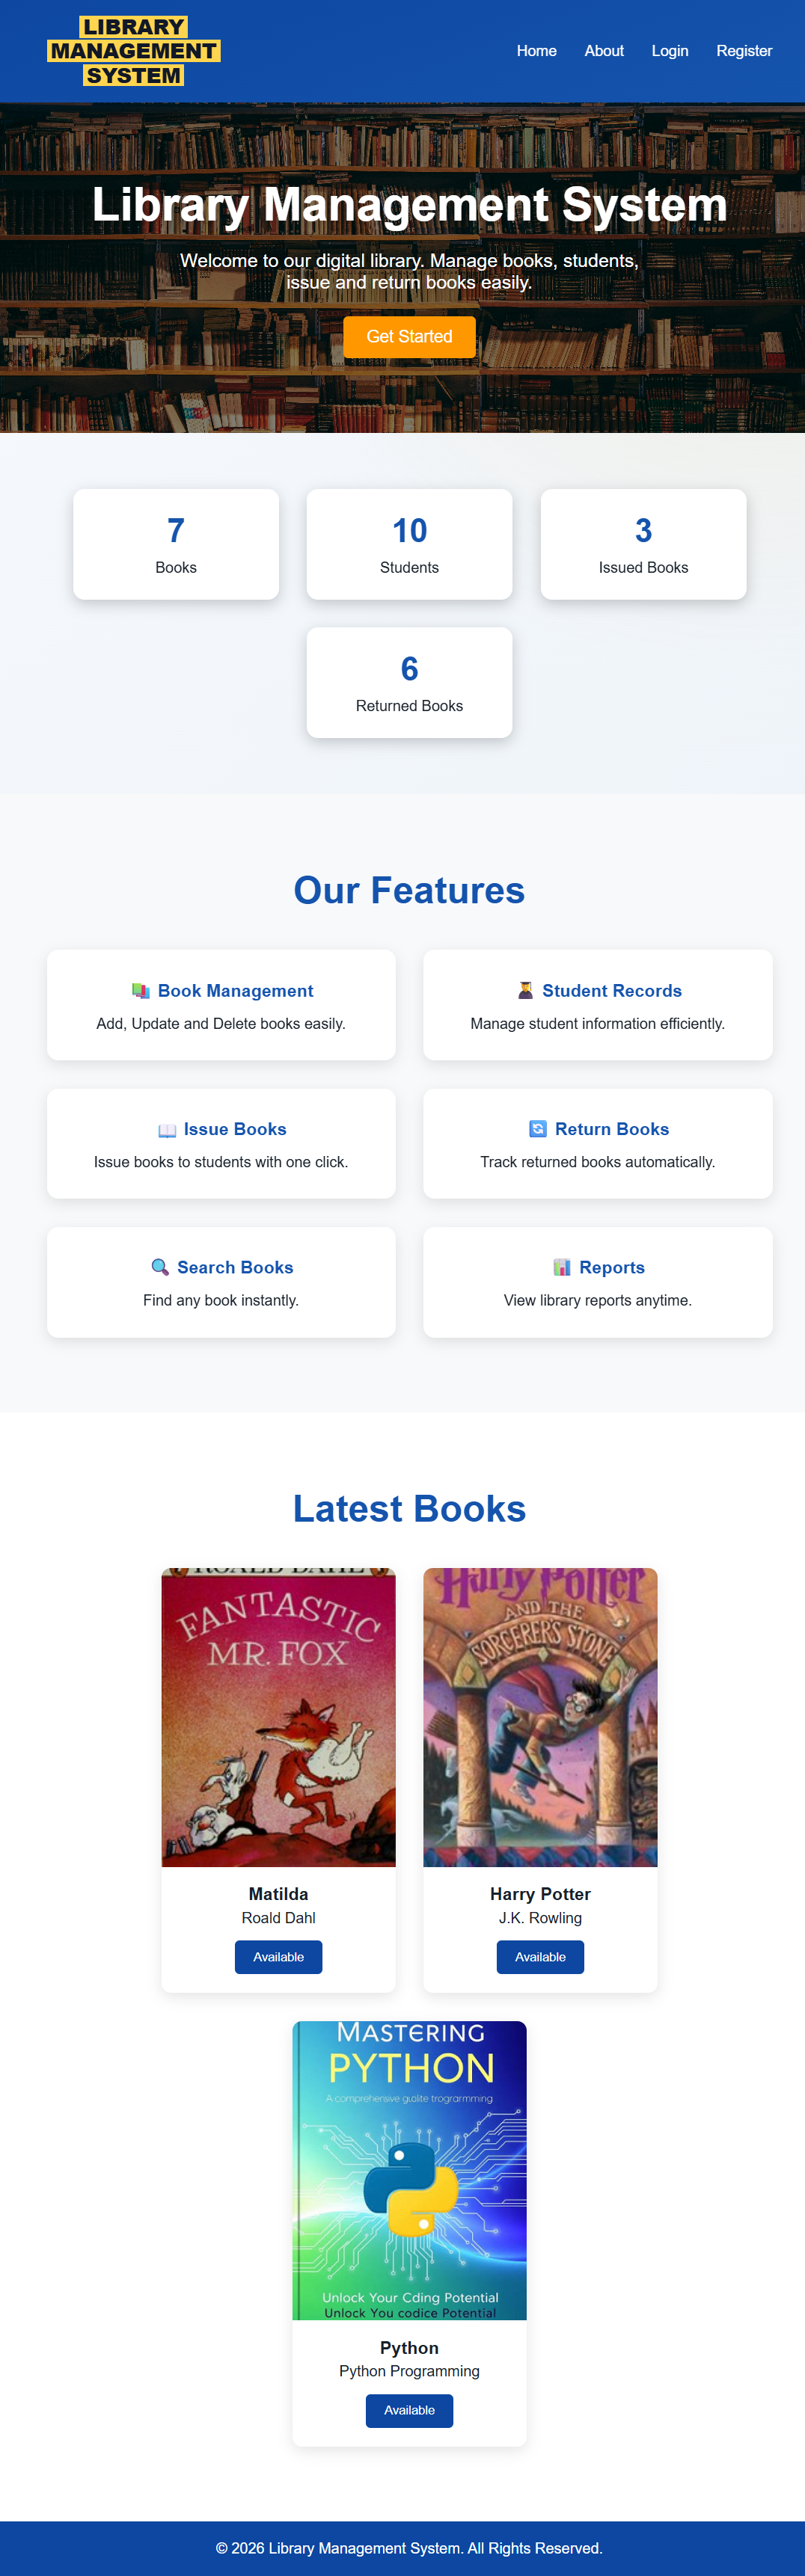 LIBRARY
MANAGEMENT
SYSTEM
Home About Login Register
Library Management System
Welcome to our digital library. Manage books, students,
issue and return books easily.
Get Started
7
Books
10
Students
3
Issued Books
6
Returned Books
Our Features
Book Management
Add, Update and Delete books easily.
Student Records
Manage student information efficiently.
Issue Books
Issue books to students with one click.
Return Books
Track returned books automatically.
Search Books
Find any book instantly.
Reports
View library reports anytime.
Latest Books
ROALD DAHL
FANTASTIC
MR. FOX
Matilda
Roald Dahl
Available
Harry Potter
AND THE
SORCERER'S STONE
Harry Potter
J.K. Rowling
Available
MASTERING
PYTHON
A comprehensive guolite trograrmming
Unlock Your Cding Potential
Unlock You codice Potential
Python
Python Programming
Available
© 2026 Library Management System. All Rights Reserved.